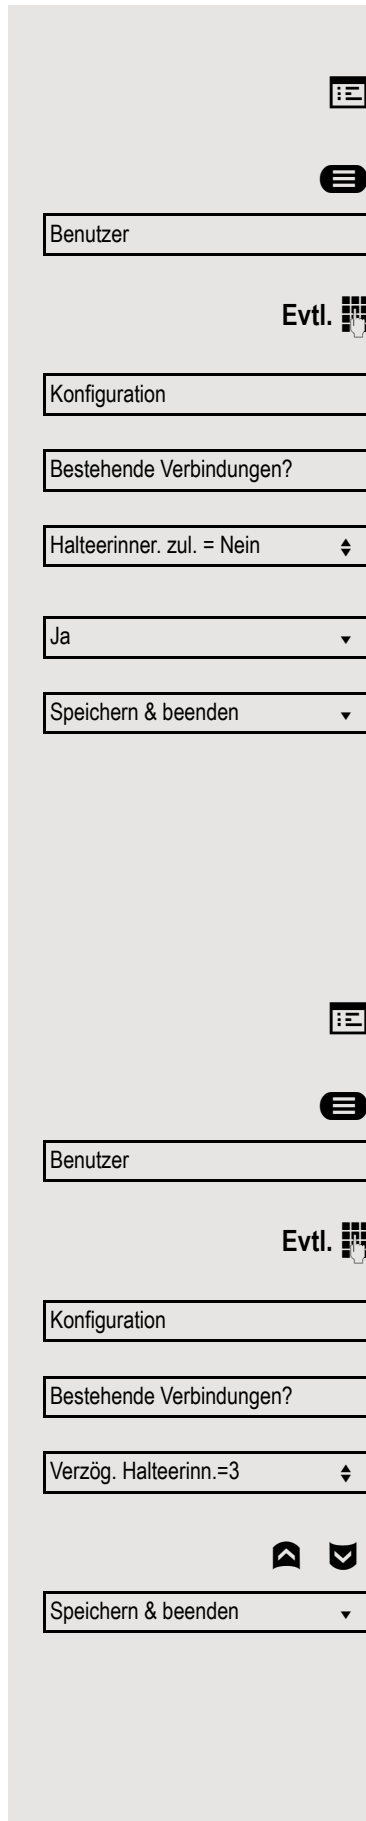 Benutzer
Evtl.
Konfiguration
Bestehende Verbindungen?
Halteerinner. zul. = Nein
Ja
Speichern & beenden
Benutzer
Evtl.
Konfiguration
Bestehende Verbindungen?
Verzög. Halteerinn.=3
Speichern & beenden